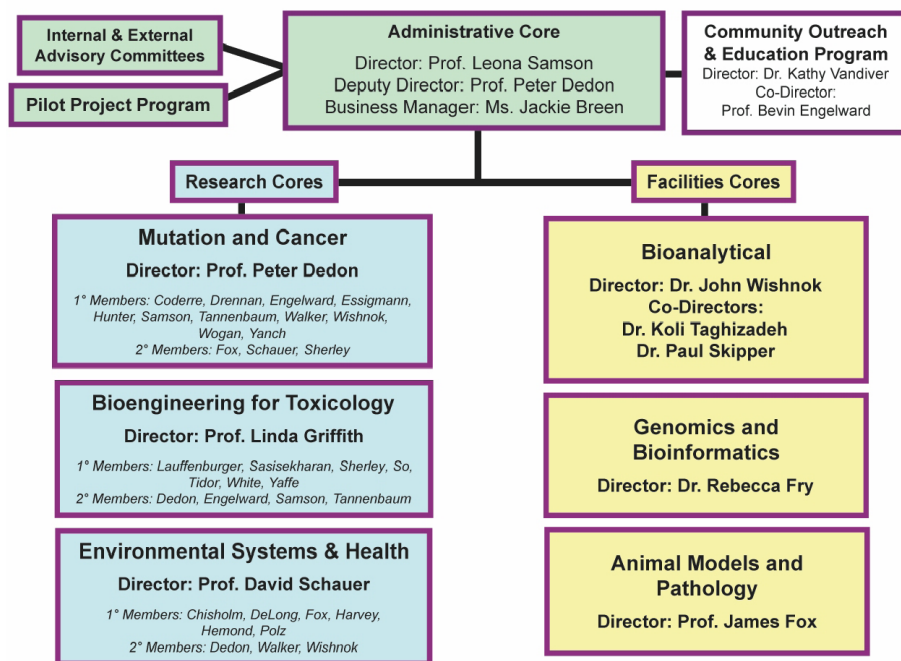 Internal & External
Advisory Committees
Pilot Project Program
Administrative Core
Director: Prof. Leona Samson
Deputy Director: Prof. Peter Dedon
Business Manager: Ms. Jackie Breen
Community Outreach
& Education Program
Director: Dr. Kathy Vandiver
Co-Director:
Prof. Bevin Engelward
Research Cores
Facilities Cores
Mutation and Cancer
Director: Prof. Peter Dedon
1° Members: Coderre, Drennan, Engelward, Essigmann,
Hunter, Samson, Tannenbaum, Walker, Wishnok,
Wogan, Yanch
2° Members: Fox, Schauer, Sherley
Bioengineering for Toxicology
Director: Prof. Linda Griffith
1° Members: Lauffenburger, Sasisekharan, Sherley, So,
Tidor, White, Yaffe
2° Members: Dedon, Engelward, Samson, Tannenbaum
Environmental Systems & Health
Director: Prof. David Schauer
1° Members: Chisholm, DeLong, Fox, Harvey,
Hemond, Polz
2° Members: Dedon, Walker, Wishnok
Bioanalytical
Director: Dr. John Wishnok
Co-Directors:
Dr. Koli Taghizadeh
Dr. Paul Skipper
Genomics and
Bioinformatics
Director: Dr. Rebecca Fry
Animal Models and
Pathology
Director: Prof. James Fox